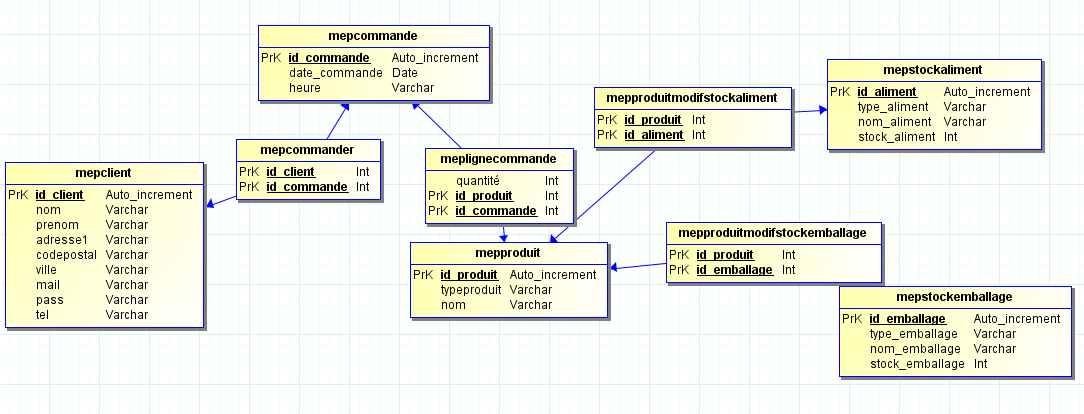 mepcommande
PrK id_commande Auto_increment
date_commande Date
heure Varchar
mepstockaliment
PrK id_aliment Auto_increment
type_aliment Varchar
nom_aliment Varchar
stock_aliment Int
mepproduitmodifstockaliment
PrK id_produit Int
PrK id_aliment Int
mepcommander
PrK id_client Int
PrK id_commande Int
meplignecommande
quantité Int
PrK id_produit Int
PrK id_commande Int
mepclient
PrK id_client Auto_increment
nom Varchar
prenom Varchar
adresse1 Varchar
codepostal Varchar
ville Varchar
mail Varchar
pass Varchar
tel Varchar
mepproduitmodifstockemballage
PrK id_produit Int
PrK id_emballage Int
mepproduit
PrK id_produit Auto_increment
typeproduit Varchar
nom Varchar
mepstockemballage
PrK id_emballage Auto_increment
type_emballage Varchar
nom_emballage Varchar
stock_emballage Int